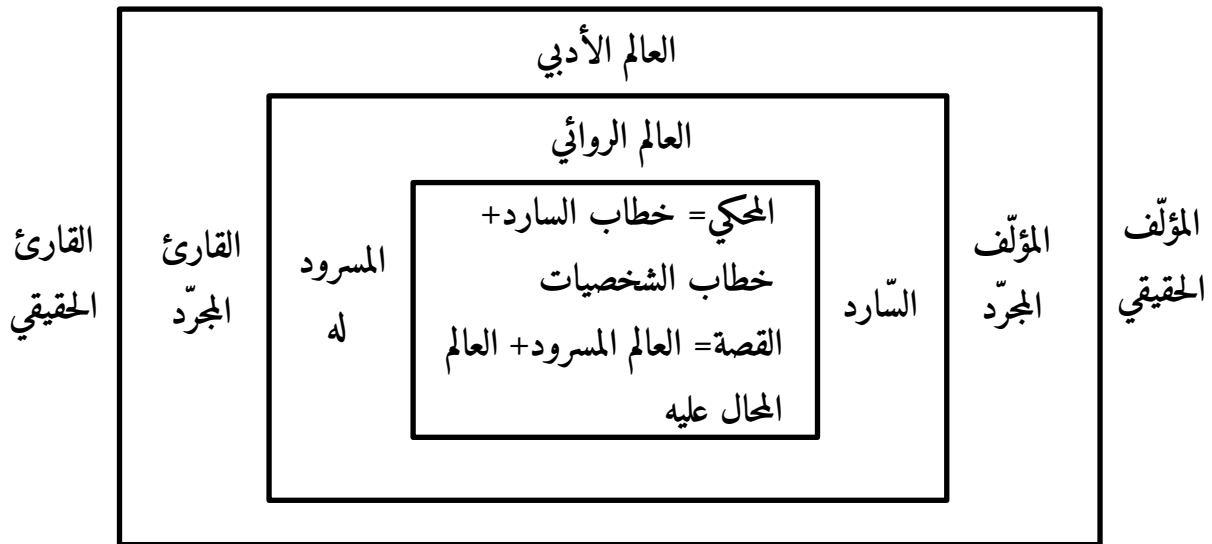 العالم الأدبي
العالم الروائي
المؤلّف
الحقيقي
المؤلّف
المجرّد
السّارد
المحكي= خطاب السارد+
خطاب الشخصيات
القصة= العالم المسرود+ العالم
المحال عليه
المسرود
له
القارئ
المجرّد
القارئ
الحقيقي